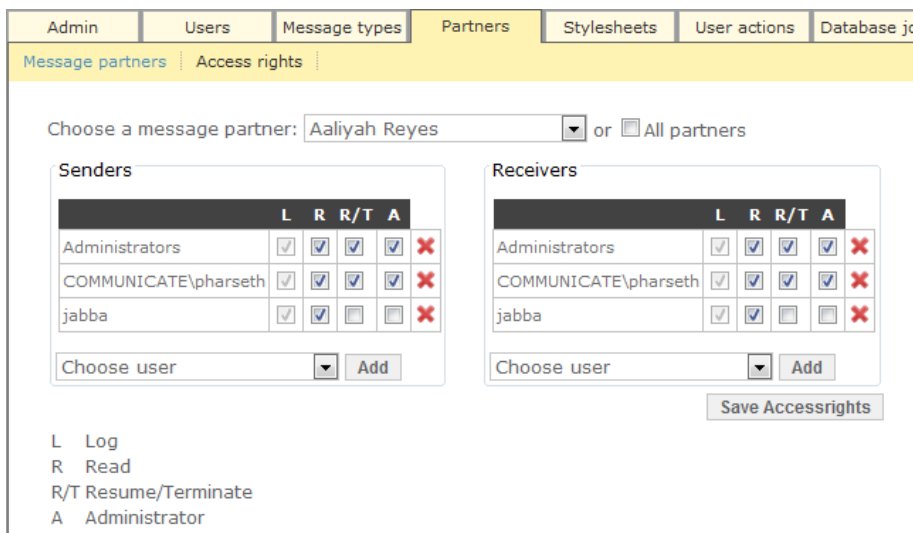 Admin Users Message types Partners Stylesheets User actions Database jo
Message partners Access rights
Choose a message partner: Aaliyah Reyes or All partners
Senders
L R R/T A
Administrators
COMMUNICATE\pharseth
jabba
Choose user Add
Receivers
L R R/T A
Administrators
COMMUNICATE\pharseth
jabba
Choose user Add
Save Accessrights
L Log
R Read
R/T Resume/Terminate
A Administrator